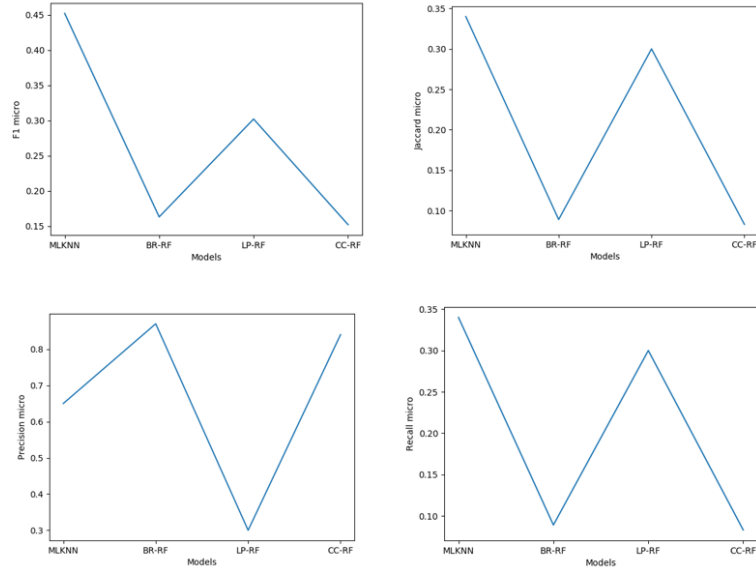 F1 micro
0.45
0.40
0.35
0.30
0.25
0.20
0.15
MLKNN BR-RF LP-RF CC-RF
Models
Jaccard micro
0.35
0.30
0.25
0.20
0.15
0.10
MLKNN BR-RF LP-RF CC-RF
Models
Precision micro
0.8
0.7
0.6
0.5
0.4
0.3
MLKNN BR-RF LP-RF CC-RF
Models
Recall micro
0.35
0.30
0.25
0.20
0.15
0.10
MLKNN BR-RF LP-RF CC-RF
Models